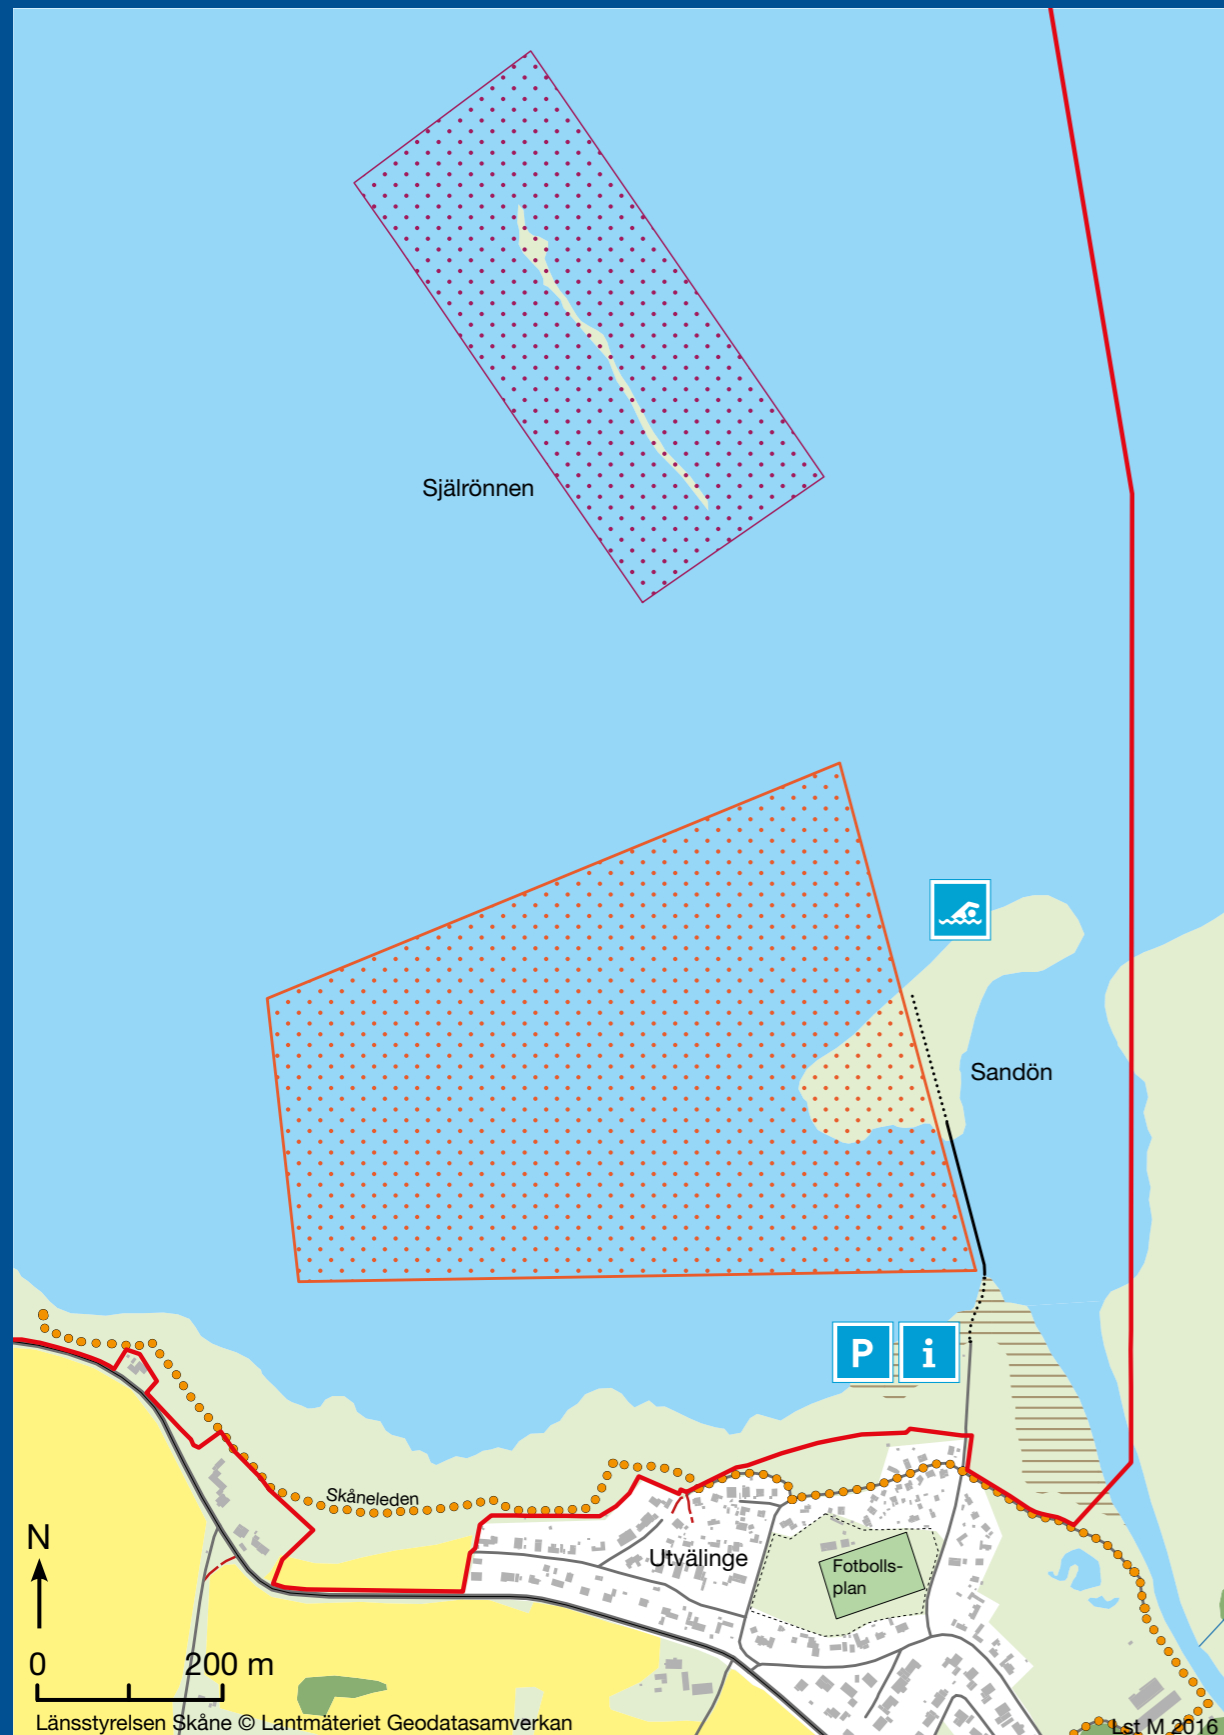 Själrönnen
Sandön
P
i
Skåneleden
Utvälinge
Fotbolls-
plan
N
0 200 m
Länsstyrelsen Skåne © Lantmäteriet Geodatasamverkan
Lst M 2016